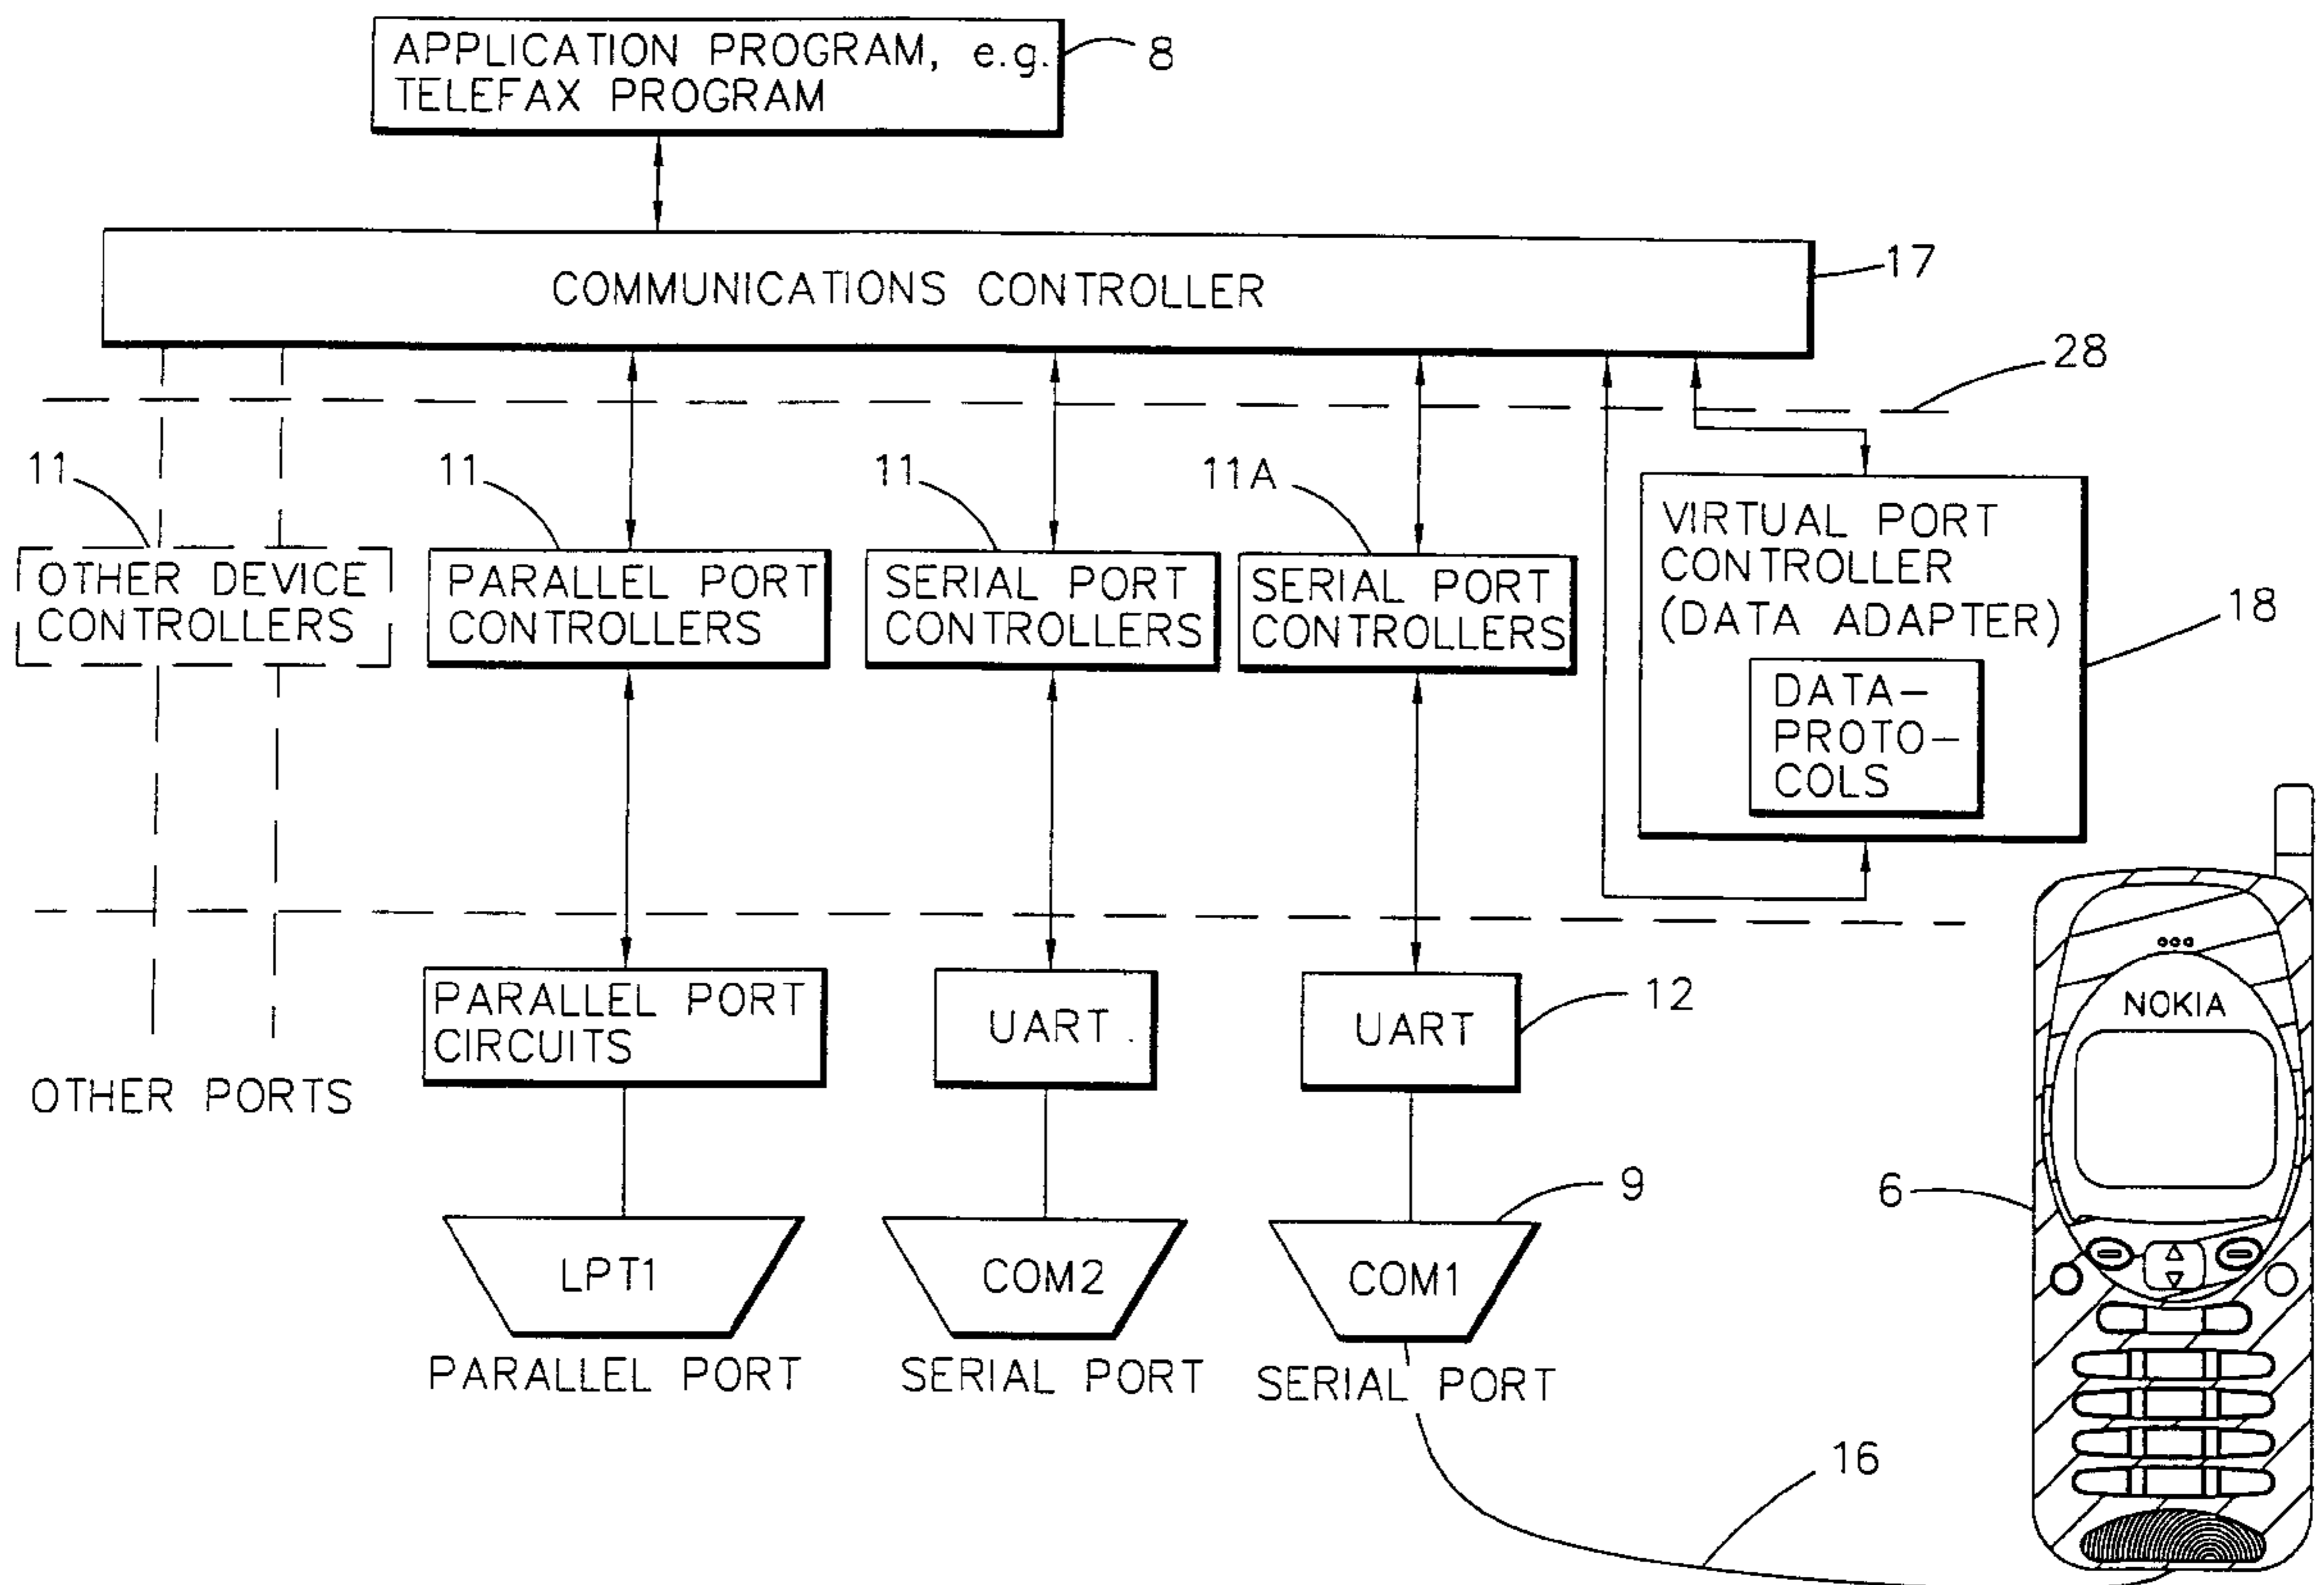 APPLICATION PROGRAM, e.g.
TELEFAX PROGRAM
8
COMMUNICATIONS CONTROLLER
17
28
11
11
11
11A
OTHER DEVICE
CONTROLLERS
PARALLEL PORT
CONTROLLERS
SERIAL PORT
CONTROLLERS
SERIAL PORT
CONTROLLERS
VIRTUAL PORT
CONTROLLER
(DATA ADAPTER)
DATA-
PROTO-
COLS
18
PARALLEL PORT
CIRCUITS
UART
UART
12
OTHER PORTS
NOKIA
LPT1
COM2
COM1
9
6
PARALLEL PORT
SERIAL PORT
SERIAL PORT
16